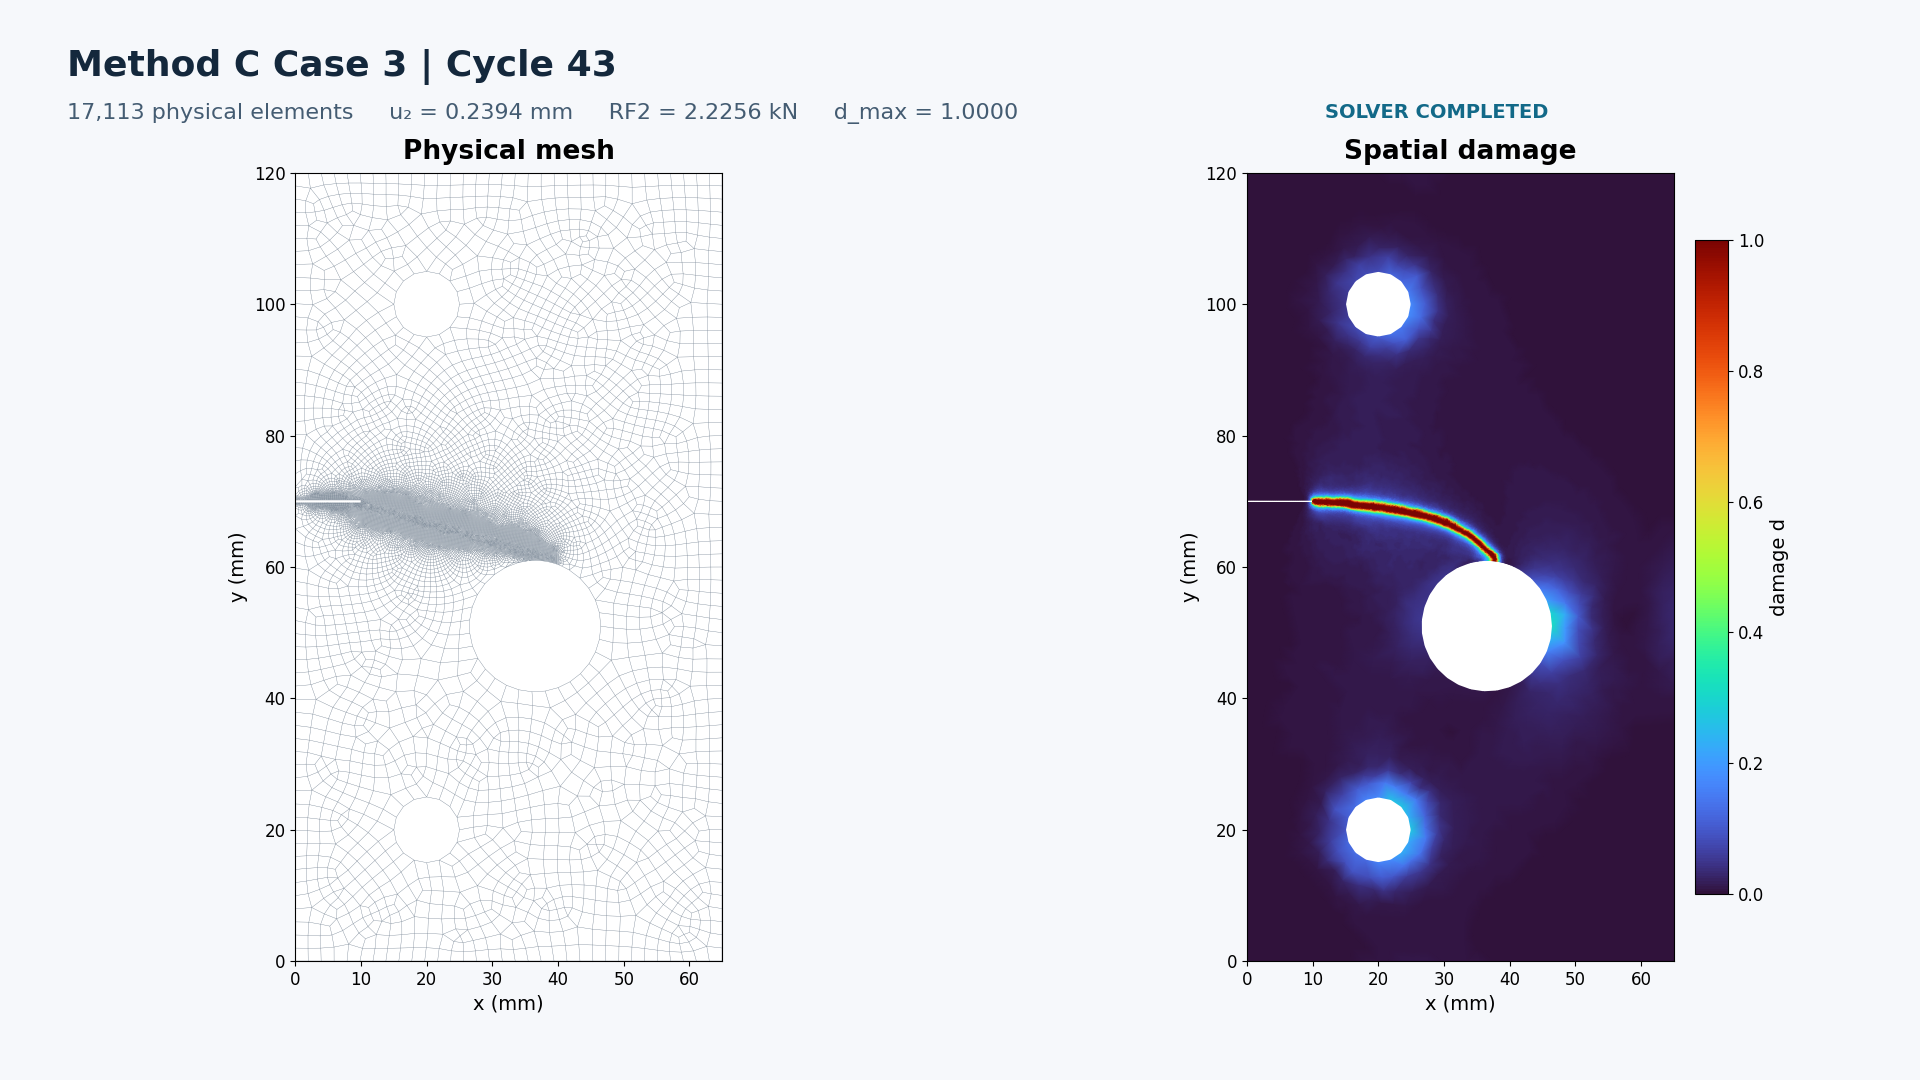 Method C Case 3 | Cycle 43
17,113 physical elements u₂ = 0.2394 mm RF2 = 2.2256 kN d_max = 1.0000
SOLVER COMPLETED
Physical mesh
120
100
80
60
40
20
0
y (mm)
0 10 20 30 40 50 60
x (mm)
Spatial damage
120
100
80
60
40
20
0
y (mm)
0 10 20 30 40 50 60
x (mm)
1.0
0.8
0.6
0.4
0.2
0.0
damage d